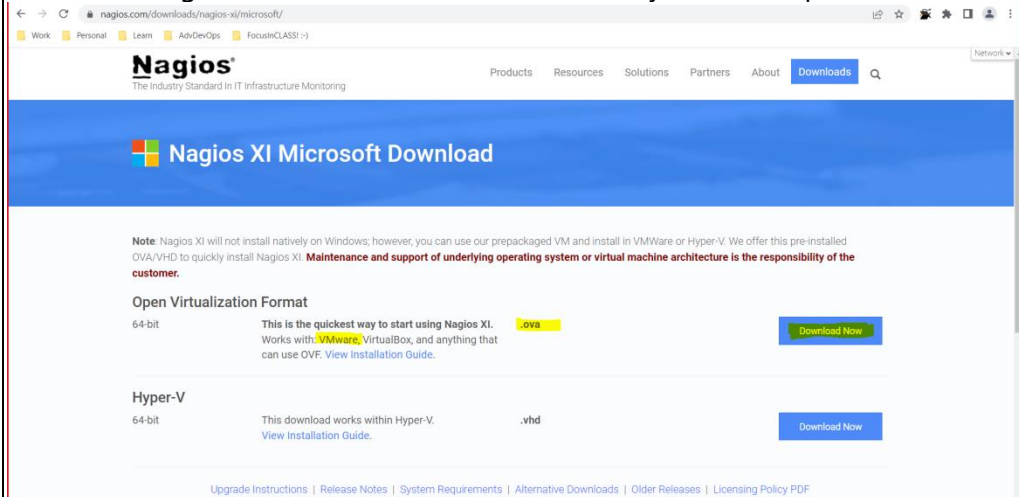 nagios.com/downloads/nagios-xi/microsoft/
Work Personal Learn AdvDevOps FocusInCLASS! :-)
Network
Nagios®
The Industry Standard In IT Infrastructure Monitoring
Products Resources Solutions Partners About Downloads
Nagios XI Microsoft Download
Note: Nagios XI will not install natively on Windows; however, you can use our prepackaged VM and install in VMWare or Hyper-V. We offer this pre-installed
OVA/VHD to quickly install Nagios XI. Maintenance and support of underlying operating system or virtual machine architecture is the responsibility of the
customer.
Open Virtualization Format
64-bit This is the quickest way to start using Nagios XI. .ova Download Now
Works with: VMware, VirtualBox, and anything that
can use OVF. View Installation Guide.
Hyper-V
64-bit This download works within Hyper-V. .vhd Download Now
View Installation Guide.
Upgrade Instructions | Release Notes | System Requirements | Alternative Downloads | Older Releases | Licensing Policy PDF